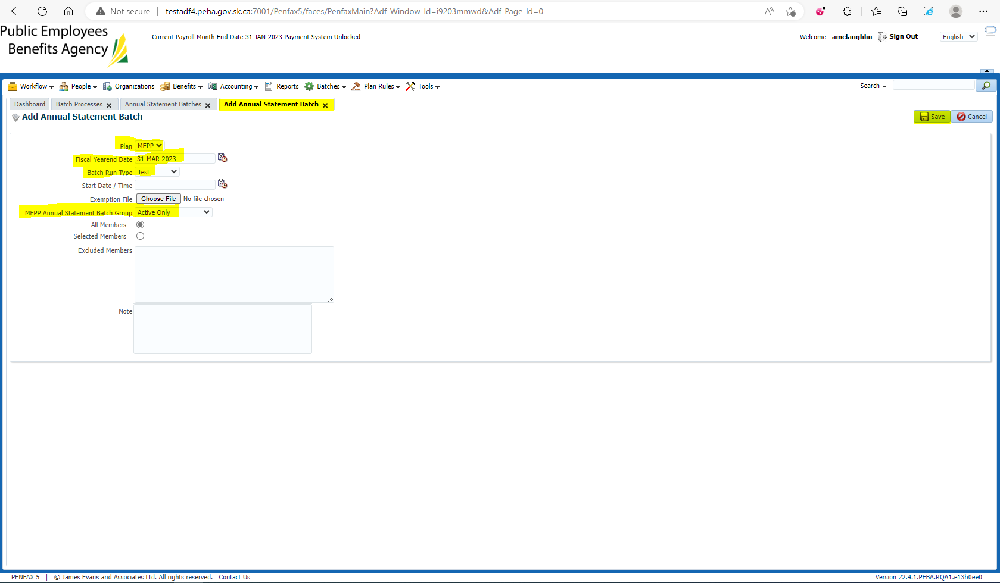 Not secure
testadf4.peba.gov.sk.ca:7001/Penfax5/faces/PenfaxMain?Adf-Window-Id=i9203mmwd&Adf-Page-Id=0
Public Employees
Benefits Agency
Current Payroll Month End Date 31-JAN-2023 Payment System Unlocked
Welcome amclaughlin Sign Out English
Workflow People Organizations Benefits Accounting Reports Batches Plan Rules Tools Search
Dashboard Batch Processes Annual Statement Batches Add Annual Statement Batch
Add Annual Statement Batch Save Cancel
Plan MEPP
Fiscal Yearend Date 31-MAR-2023
Batch Run Type Test
Start Date / Time
Exemption File Choose File No file chosen
MEPP Annual Statement Batch Group Active Only
All Members
Selected Members
Excluded Members
Note
PENFAX 5 | © James Evans and Associates Ltd. All rights reserved. Contact Us Version 22.4.1.PEBA.RQA1.e13b0ee0